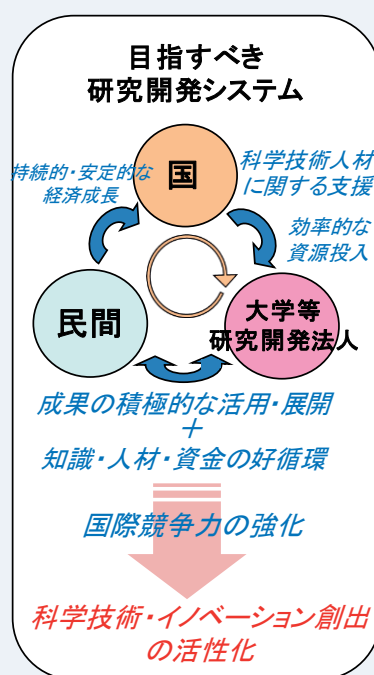 目指すべき
研究開発システム
持続的・安定的な
経済成長
国
科学技術人材
に関する支援
効率的な
資源投入
民間
大学等
研究開発法人
成果の積極的な活用・展開
＋
知識・人材・資金の好循環
国際競争力の強化
科学技術・イノベーション創出
の活性化